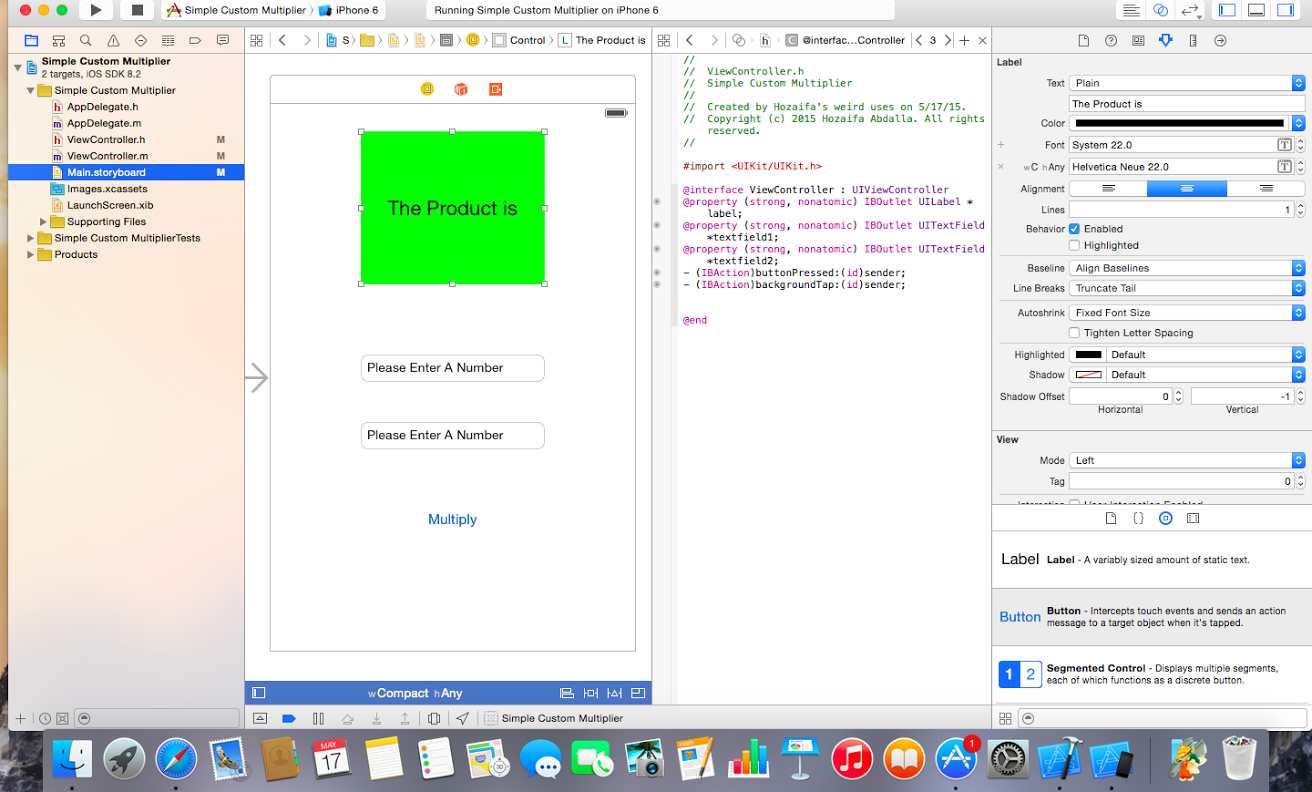 Simple Custom Multiplier
iPhone 6
Running Simple Custom Multiplier on iPhone 6
S
Control
L
The Product is
h
C
@interfac...Controller
3
Simple Custom Multiplier
2 targets, iOS SDK 8.2
Simple Custom Multiplier
h AppDelegate.h
m AppDelegate.m
h ViewController.h M
m ViewController.m M
Main.storyboard M
Images.xcassets
LaunchScreen.xib
Supporting Files
Simple Custom MultiplierTests
Products
The Product is
Please Enter A Number
Please Enter A Number
Multiply
wCompact hAny
Simple Custom Multiplier
//
// ViewController.h
// Simple Custom Multiplier
//
// Created by Hozaifa's weird uses on 5/17/15.
// Copyright (c) 2015 Hozaifa Abdalla. All rights
reserved.
//
#import <UIKit/UIKit.h>
@interface ViewController : UIViewController
@property (strong, nonatomic) IBOutlet UILabel *
label;
@property (strong, nonatomic) IBOutlet UITextField
*textfield1;
@property (strong, nonatomic) IBOutlet UITextField
*textfield2;
- (IBAction)buttonPressed:(id)sender;
- (IBAction)backgroundTap:(id)sender;
@end
Label
Text Plain
The Product is
Color
+ Font System 22.0 T
× wC hAny Helvetica Neue 22.0 T
Alignment
Lines 1
Behavior Enabled
Highlighted
Baseline Align Baselines
Line Breaks Truncate Tail
Autoshrink Fixed Font Size
Tighten Letter Spacing
Highlighted Default
Shadow Default
Shadow Offset 0 -1
Horizontal Vertical
View
Mode Left
Tag 0
Interaction User Interaction Enabled
{}
Label Label - A variably sized amount of static text.
Button Button - Intercepts touch events and sends an action
message to a target object when it's tapped.
1 2 Segmented Control - Displays multiple segments,
each of which functions as a discrete button.
MAY
17
3D
PAGES
1